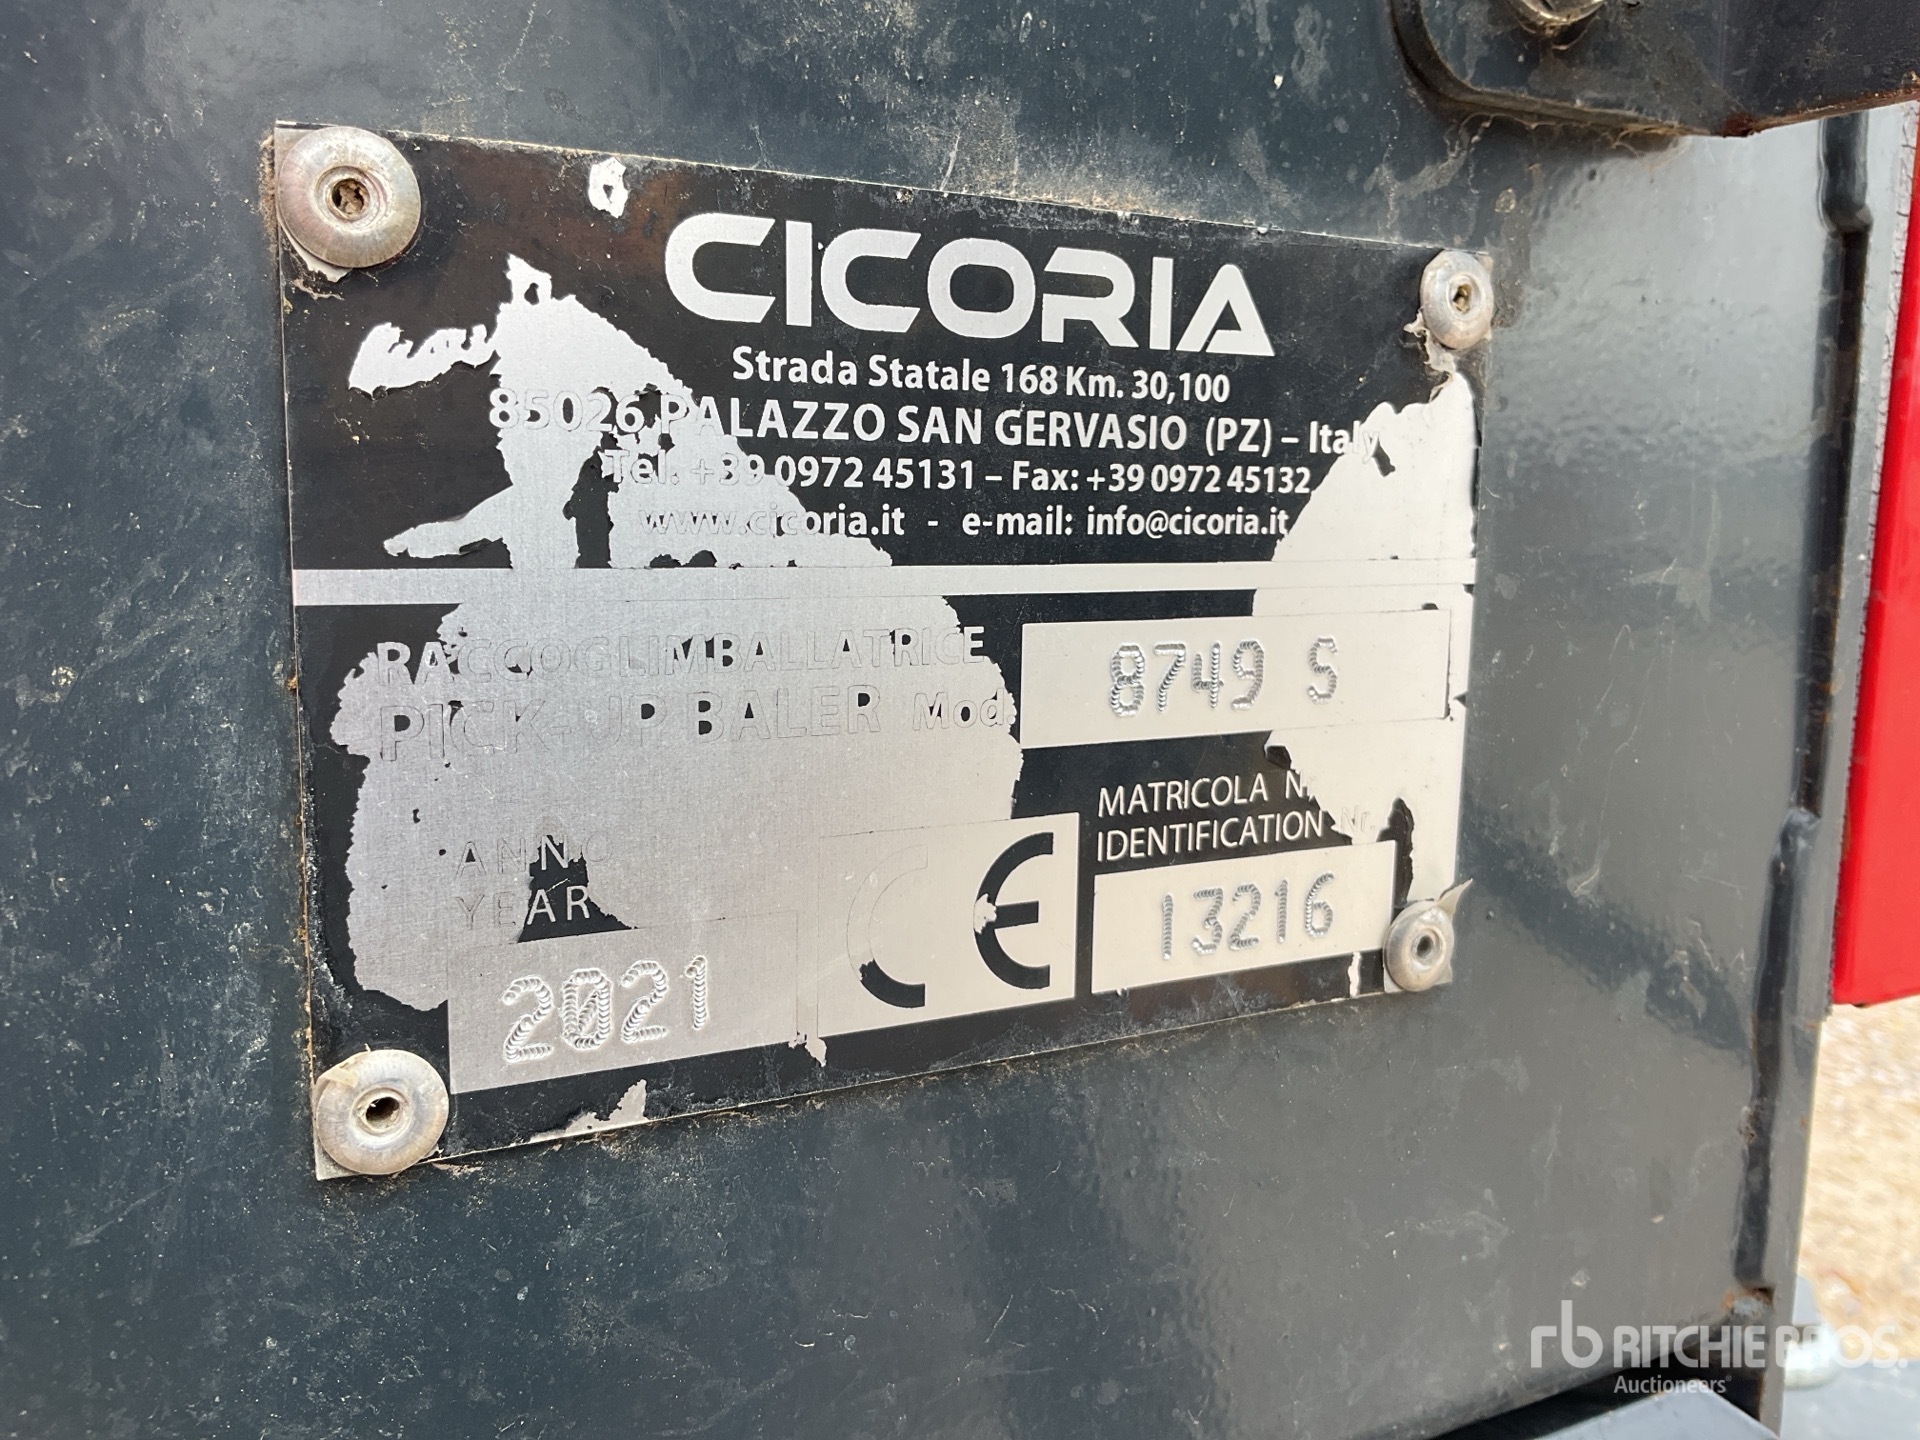 CICORIA
Strada Statale 168 Km. 30,100
85026 PALAZZO SAN GERVASIO (PZ) – Italy
Tel. +39 0972 45131 – Fax: +39 0972 45132
www.cicoria.it - e-mail: info@cicoria.it
RACCOGLIMBALLATRICE
PICK-UP BALER Mod.
8749 S
ANNO
YEAR
2021
CE
MATRICOLA Nr.
IDENTIFICATION Nr.
13216
rb RITCHIE BROS.
Auctioneers®